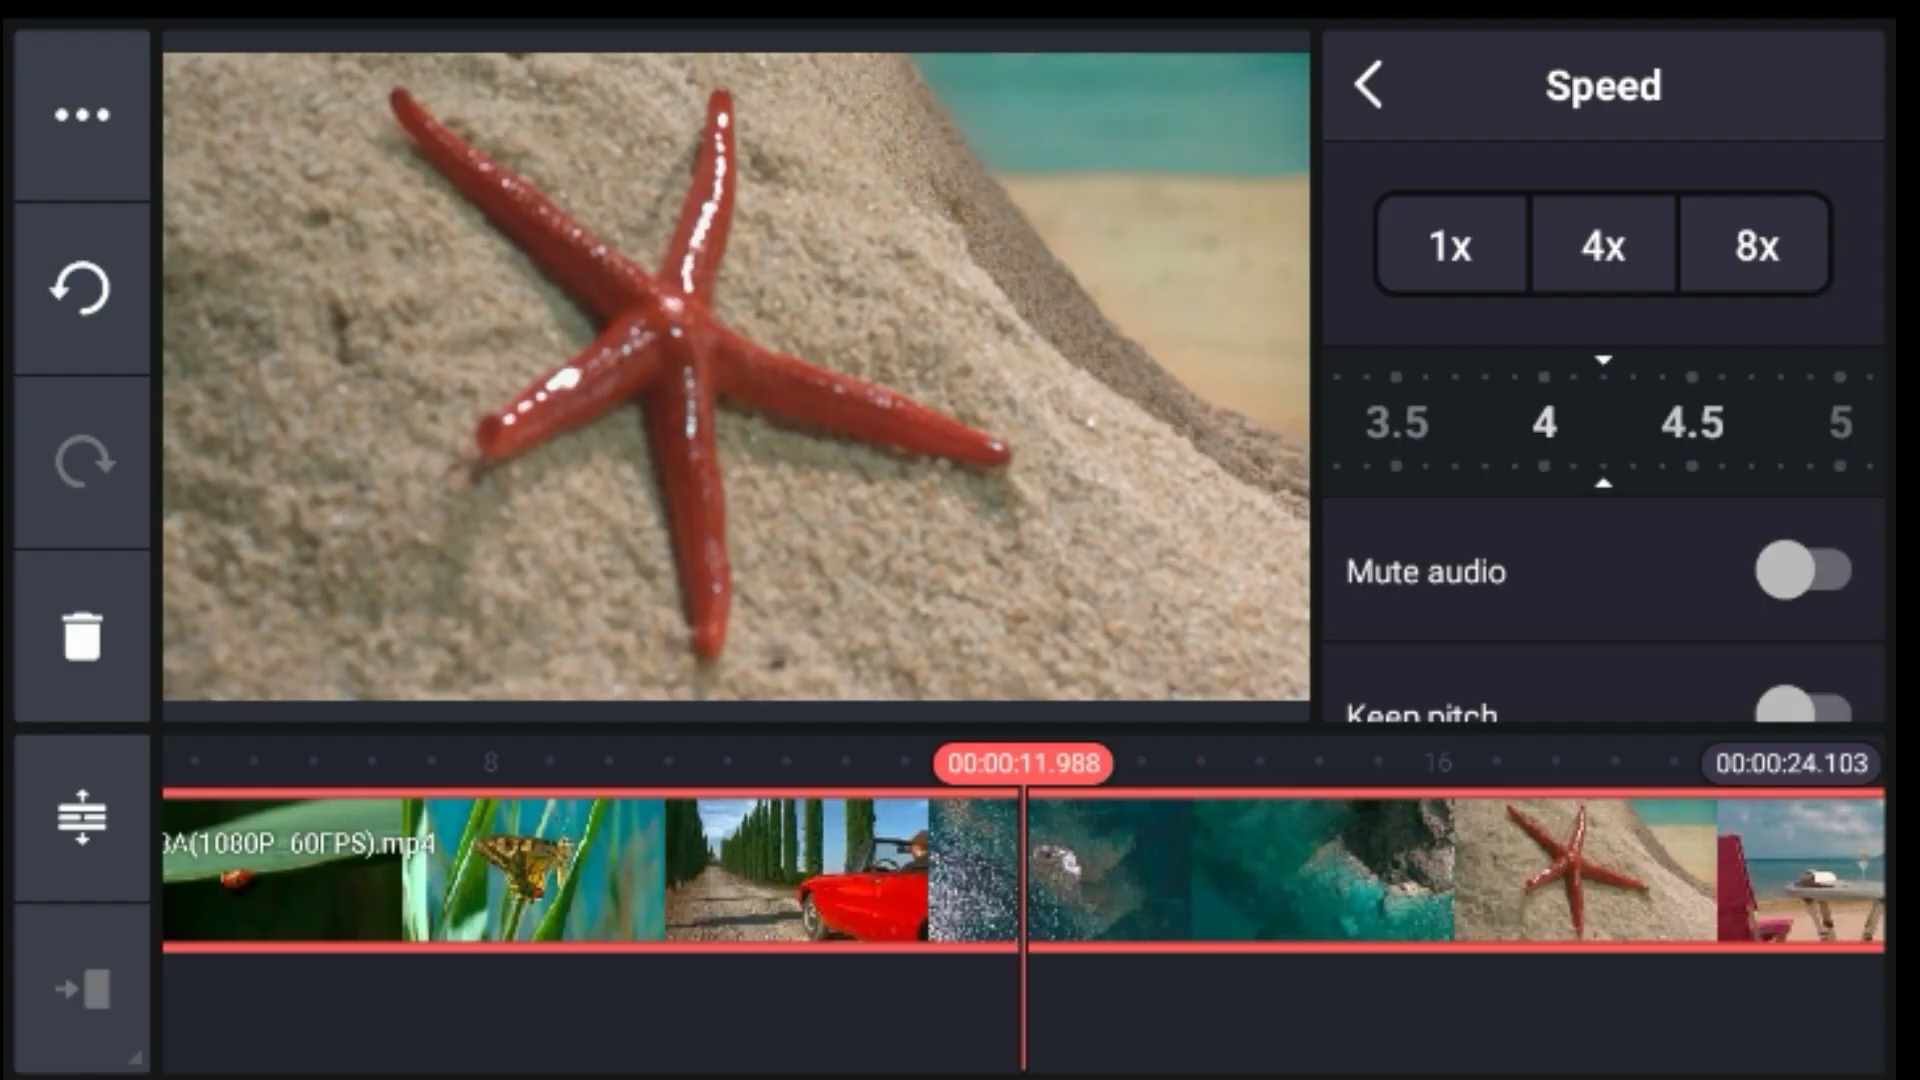 Speed
1x 4x 8x
3.5 4 4.5 5
Mute audio
Keep pitch
8 00:00:11.988 16 00:00:24.103
3A(1080P_60FPS).mp4